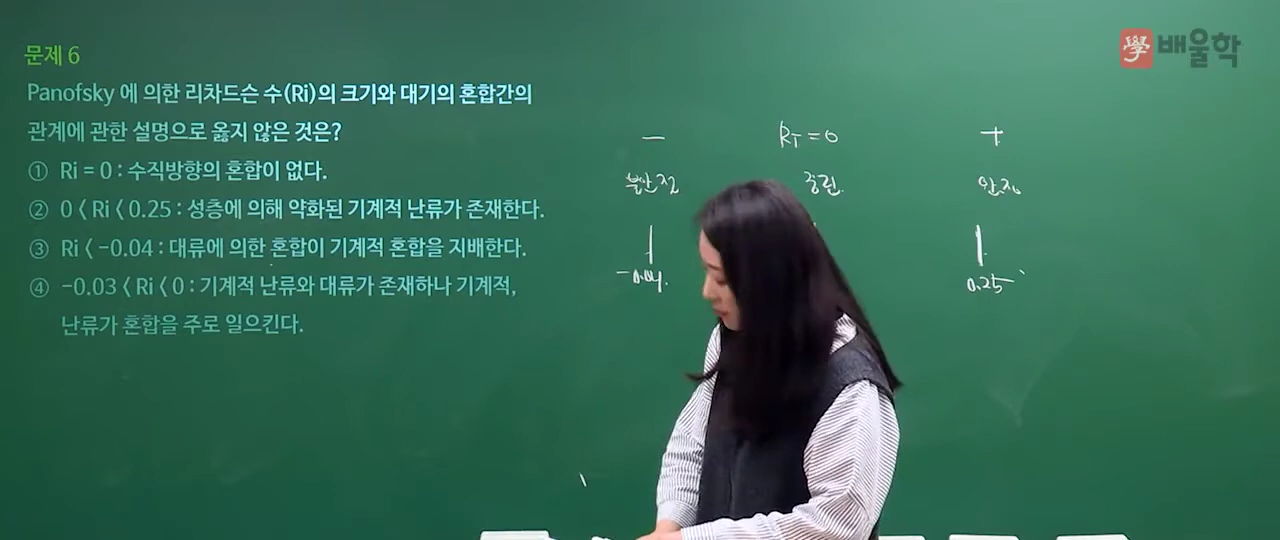 學 배울학
문제 6
Panofsky 에 의한 리차드슨 수(Ri)의 크기와 대기의 혼합간의
관계에 관한 설명으로 옳지 않은 것은?
① Ri = 0 : 수직방향의 혼합이 없다.
② 0 < Ri < 0.25 : 성층에 의해 약화된 기계적 난류가 존재한다.
③ Ri < -0.04 : 대류에 의한 혼합이 기계적 혼합을 지배한다.
④ -0.03 < Ri < 0 : 기계적 난류와 대류가 존재하나 기계적,
난류가 혼합을 주로 일으킨다.
− Ri = 0 +
불안정 중립 안정
-0.04 0.25